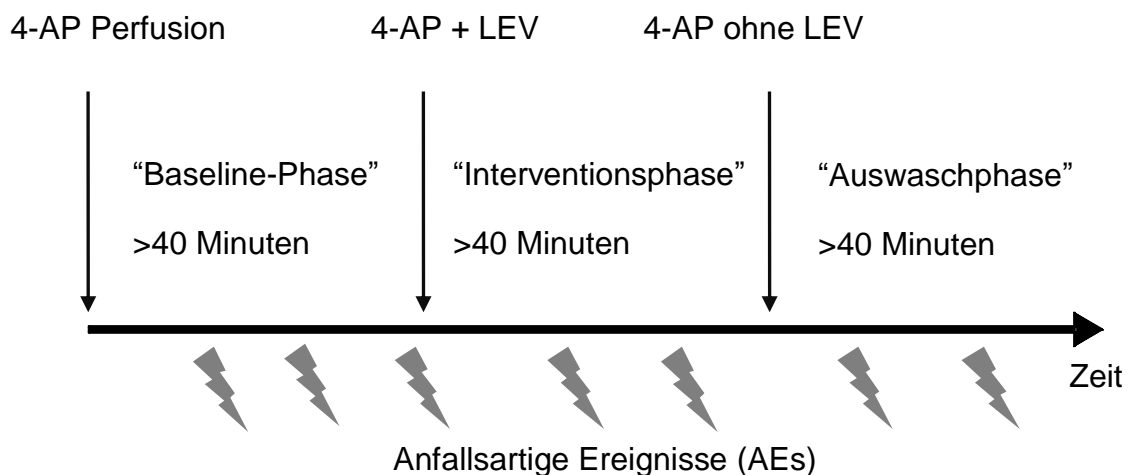 4-AP Perfusion 4-AP + LEV 4-AP ohne LEV
“Baseline-Phase” “Interventionsphase” “Auswaschphase”
>40 Minuten >40 Minuten >40 Minuten
Zeit
Anfallsartige Ereignisse (AEs)